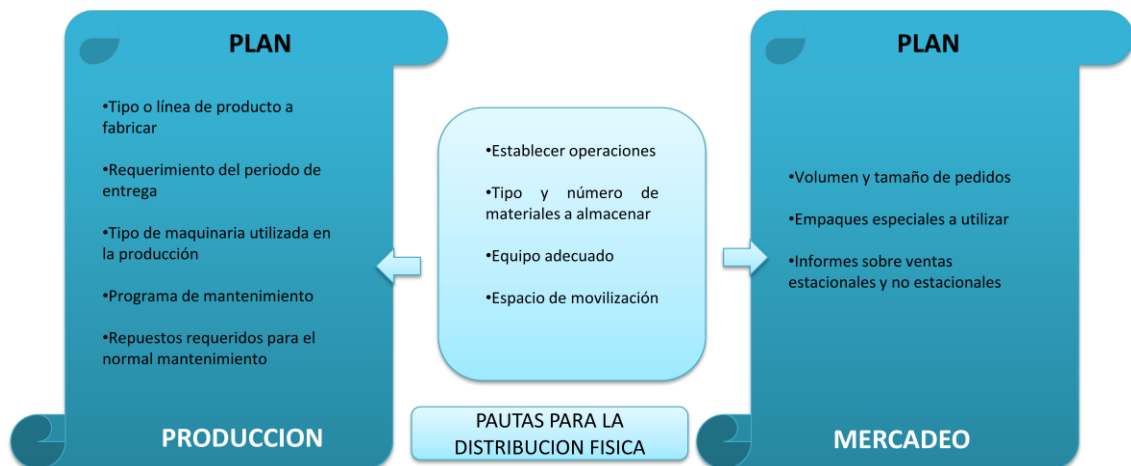 PLAN
•Tipo o línea de producto a
fabricar
•Requerimiento del periodo de
entrega
•Tipo de maquinaria utilizada en
la producción
•Programa de mantenimiento
•Repuestos requeridos para el
normal mantenimiento
PRODUCCION
•Establecer operaciones
•Tipo y número de
materiales a almacenar
•Equipo adecuado
•Espacio de movilización
PAUTAS PARA LA
DISTRIBUCION FISICA
PLAN
•Volumen y tamaño de pedidos
•Empaques especiales a utilizar
•Informes sobre ventas
estacionales y no estacionales
MERCADEO